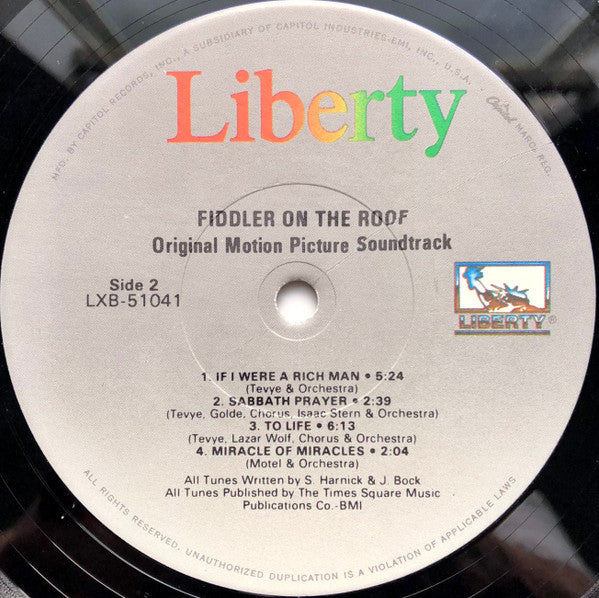 MFD. BY CAPITOL RECORDS, INC., A SUBSIDIARY OF CAPITOL INDUSTRIES-EMI, INC., U.S.A. • Capitol MARCA REG.
Liberty
FIDDLER ON THE ROOF
Original Motion Picture Soundtrack
Side 2
LXB-51041
LIBERTY®
1. IF I WERE A RICH MAN • 5:24
(Tevye & Orchestra)
2. SABBATH PRAYER • 2:39
(Tevye, Golde, Chorus, Isaac Stern & Orchestra)
3. TO LIFE • 6:13
(Tevye, Lazar Wolf, Chorus & Orchestra)
4. MIRACLE OF MIRACLES • 2:04
(Motel & Orchestra)
All Tunes Written by S. Harnick & J. Bock
All Tunes Published by The Times Square Music
Publications Co.-BMI
ALL RIGHTS RESERVED. UNAUTHORIZED DUPLICATION IS A VIOLATION OF APPLICABLE LAWS.